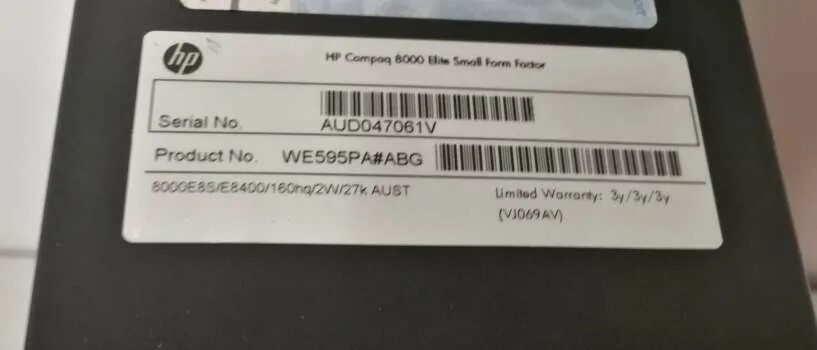 hp
HP Compaq 8000 Elite Small Form Factor
Serial No.
AUD047061V
Product No. WE595PA#ABG
8000E8S/E8400/160hq/2W/27k AUST
Limited Warranty: 3y/3y/3y
(VJ069AV)